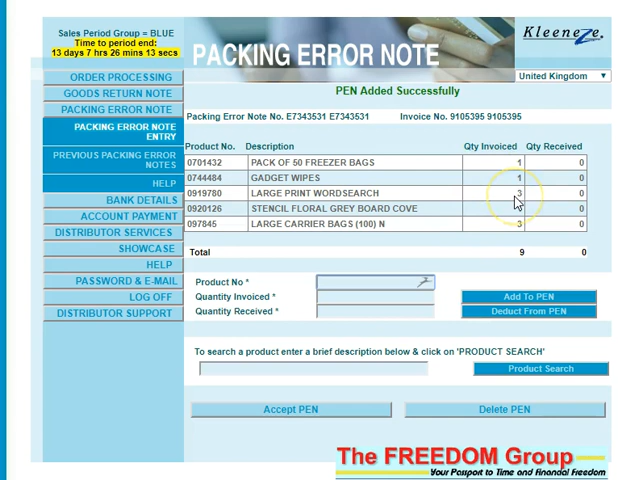 Sales Period Group = BLUE
Time to period end:
13 days 7 hrs 26 mins 13 secs
PACKING ERROR NOTE
Kleeneze
United Kingdom
ORDER PROCESSING
GOODS RETURN NOTE
PACKING ERROR NOTE
PACKING ERROR NOTE
ENTRY
PREVIOUS PACKING ERROR
NOTES
HELP
BANK DETAILS
ACCOUNT PAYMENT
DISTRIBUTOR SERVICES
SHOWCASE
HELP
PASSWORD & E-MAIL
LOG OFF
DISTRIBUTOR SUPPORT
PEN Added Successfully
Packing Error Note No. E7343531 E7343531 Invoice No. 9105395 9105395
Product No. Description Qty Invoiced Qty Received
0701432 PACK OF 50 FREEZER BAGS 1 0
0744484 GADGET WIPES 1 0
0919780 LARGE PRINT WORDSEARCH 3 0
0920126 STENCIL FLORAL GREY BOARD COVE 0
097845 LARGE CARRIER BAGS (100) N 3 0
Total 9 0
Product No *
Quantity Invoiced * Add To PEN
Quantity Received * Deduct From PEN
To search a product enter a brief description below & click on 'PRODUCT SEARCH'
Product Search
Accept PEN Delete PEN
The FREEDOM Group
Your Passport to Time and Financial Freedom